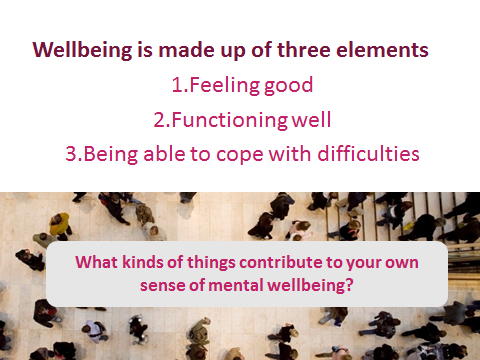 Wellbeing is made up of three elements
1.Feeling good
2.Functioning well
3.Being able to cope with difficulties
What kinds of things contribute to your own
sense of mental wellbeing?